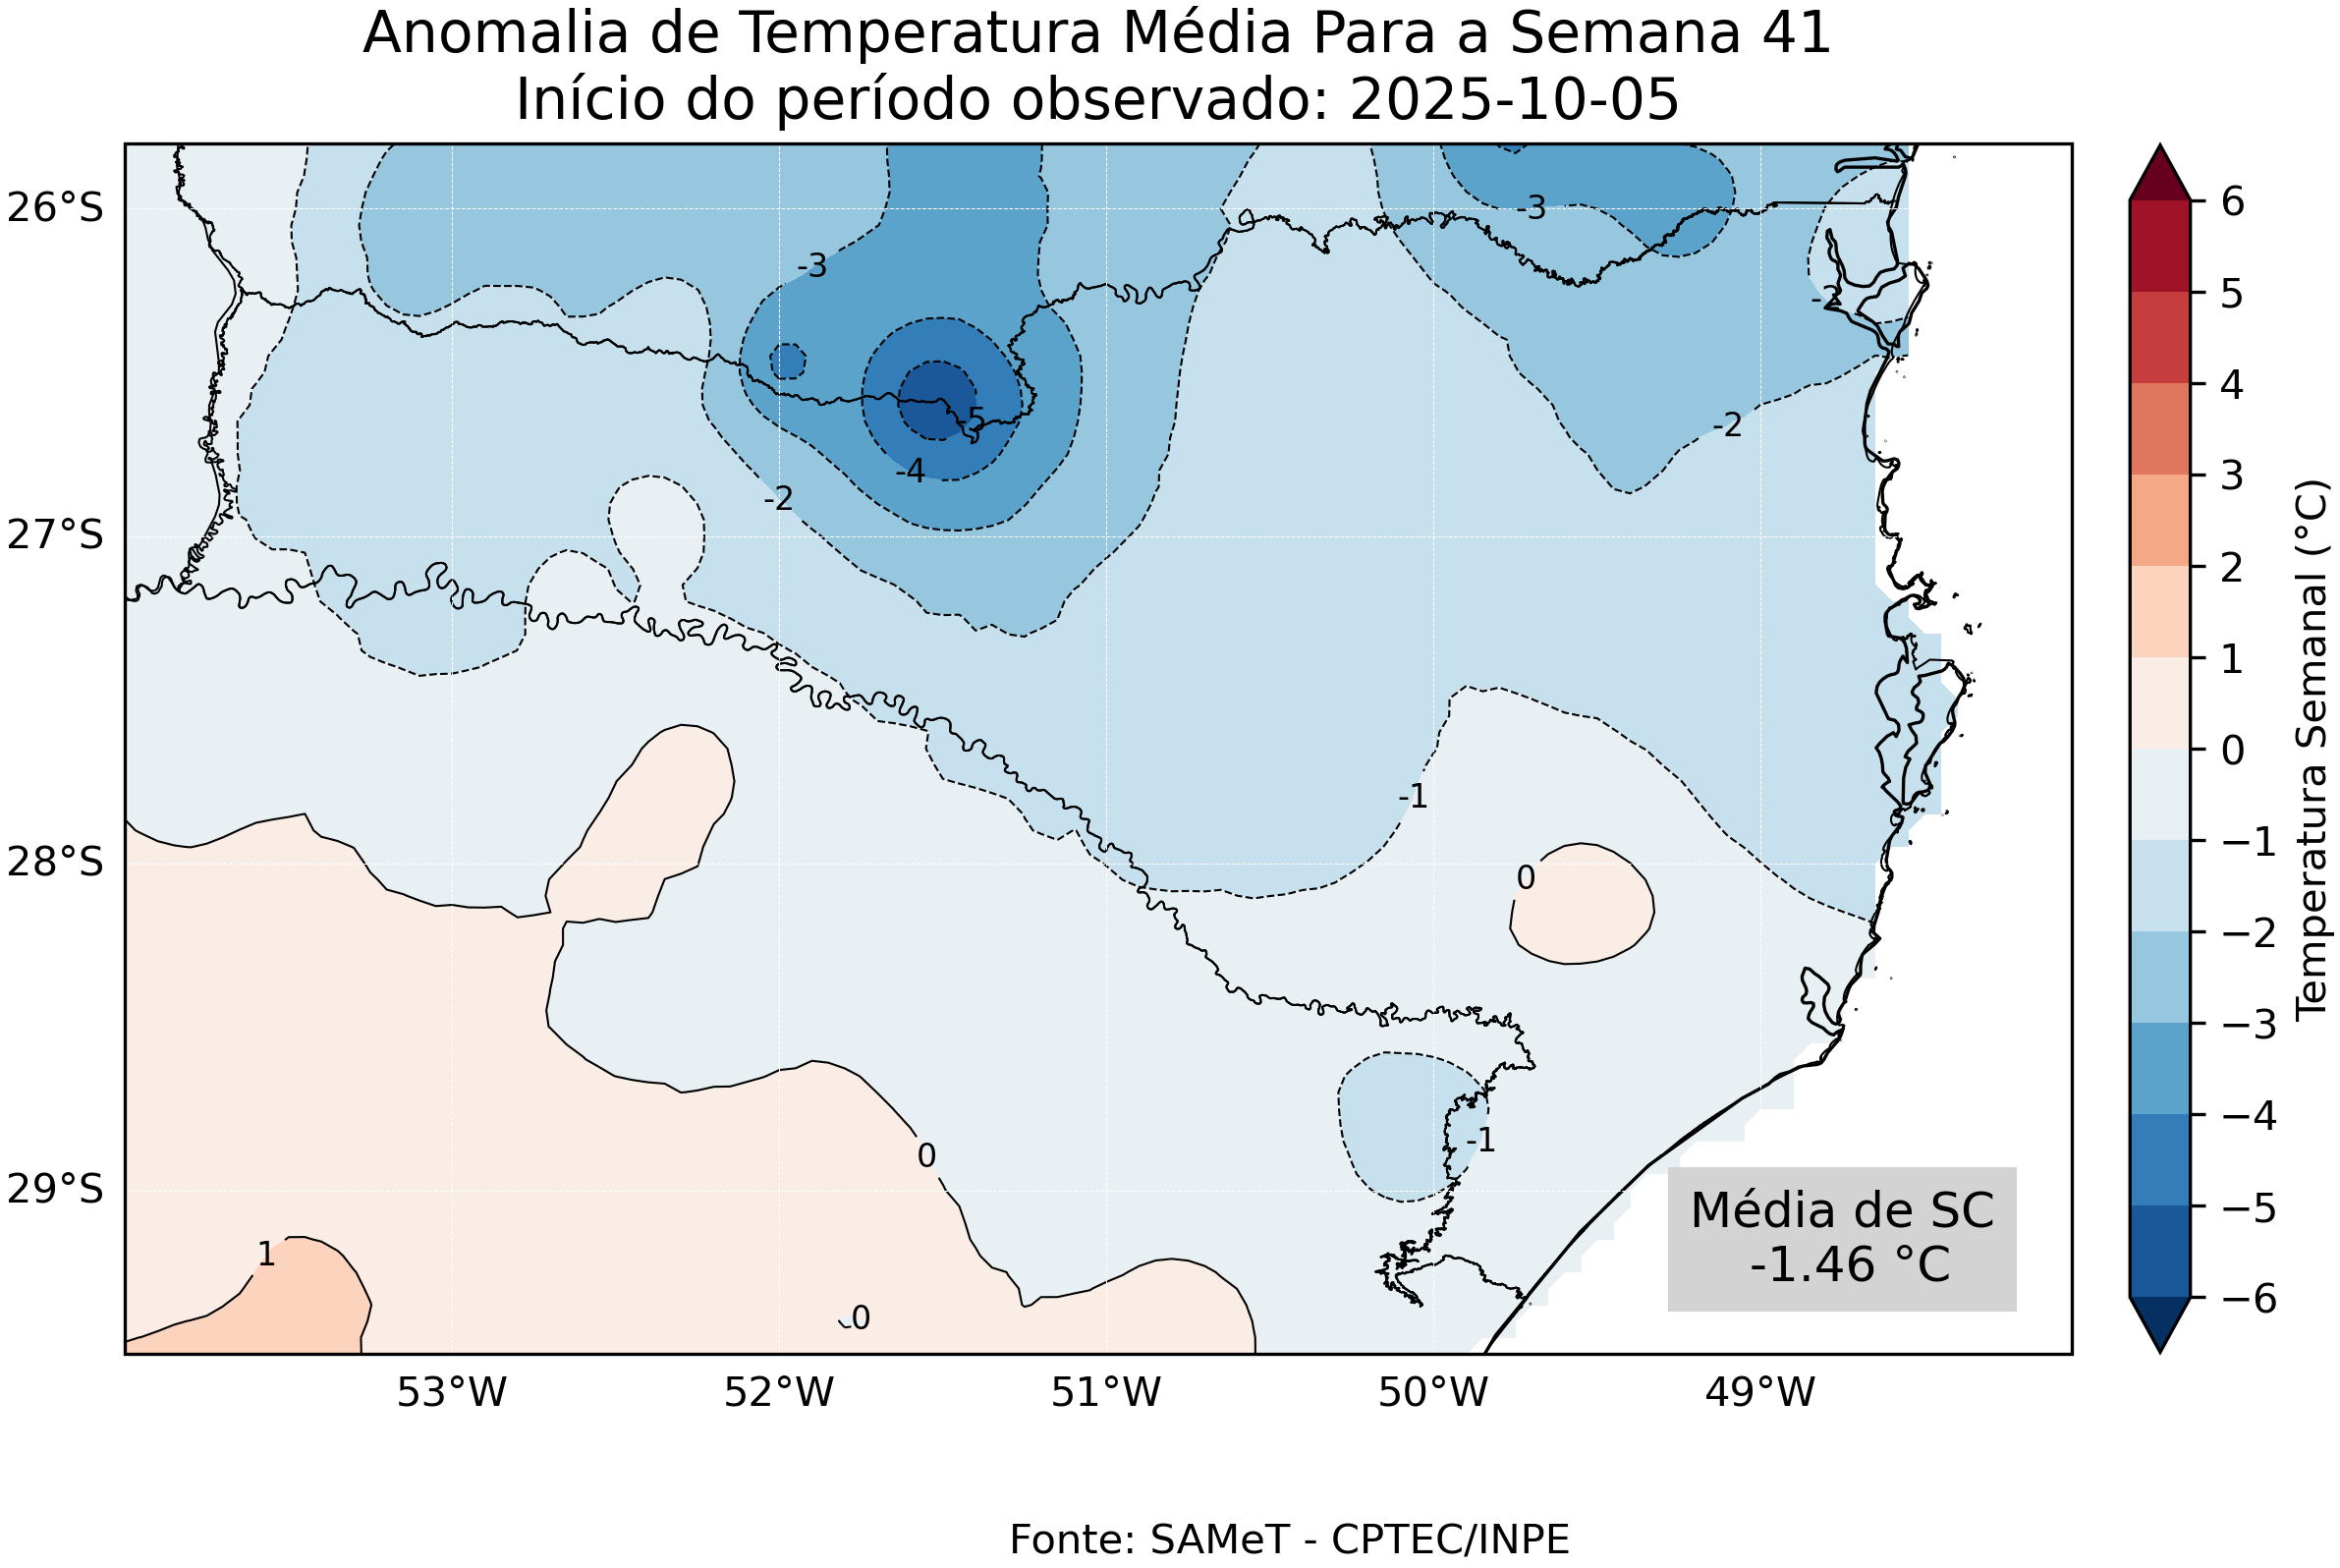 Anomalia de Temperatura Média Para a Semana 41
Início do período observado: 2025-10-05
26°S
27°S
28°S
29°S
53°W
52°W
51°W
50°W
49°W
-3
-3
-2
-5
-4
-2
-2
-1
0
-1
0
1
0
Média de SC
-1.46 °C
6
5
4
3
2
1
0
−1
−2
−3
−4
−5
−6
Temperatura Semanal (°C)
Fonte: SAMeT - CPTEC/INPE